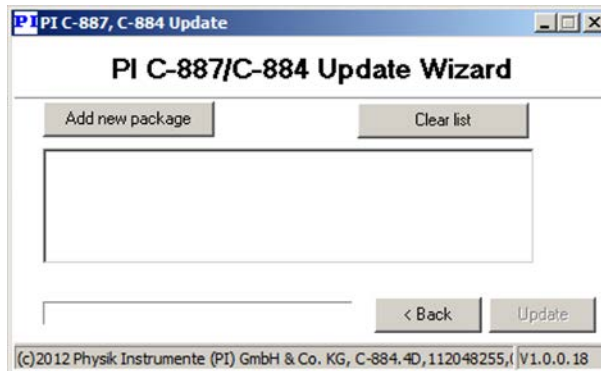 PI PI C-887, C-884 Update
PI C-887/C-884 Update Wizard
Add new package Clear list
< Back Update
(c)2012 Physik Instrumente (PI) GmbH & Co. KG, C-884.4D,112048255,( V1.0.0.18